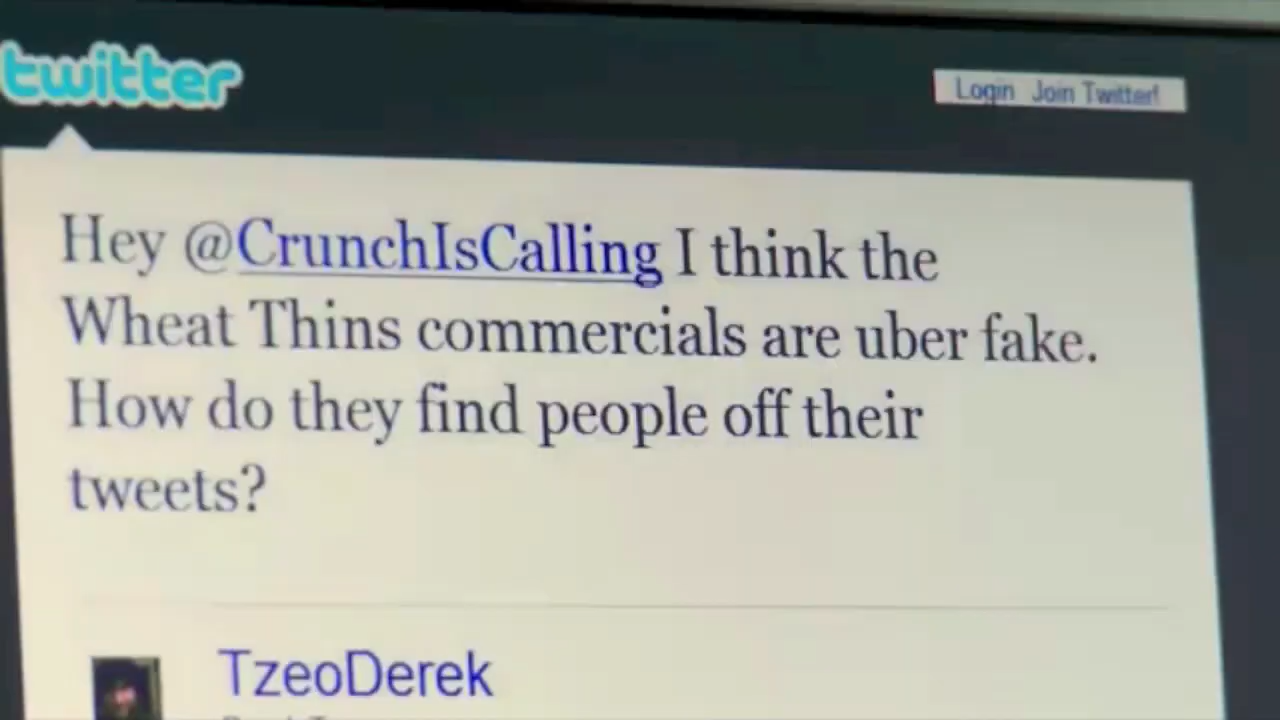 twitter
Login Join Twitter!
Hey @CrunchIsCalling I think the
Wheat Thins commercials are uber fake.
How do they find people off their
tweets?
TzeoDerek